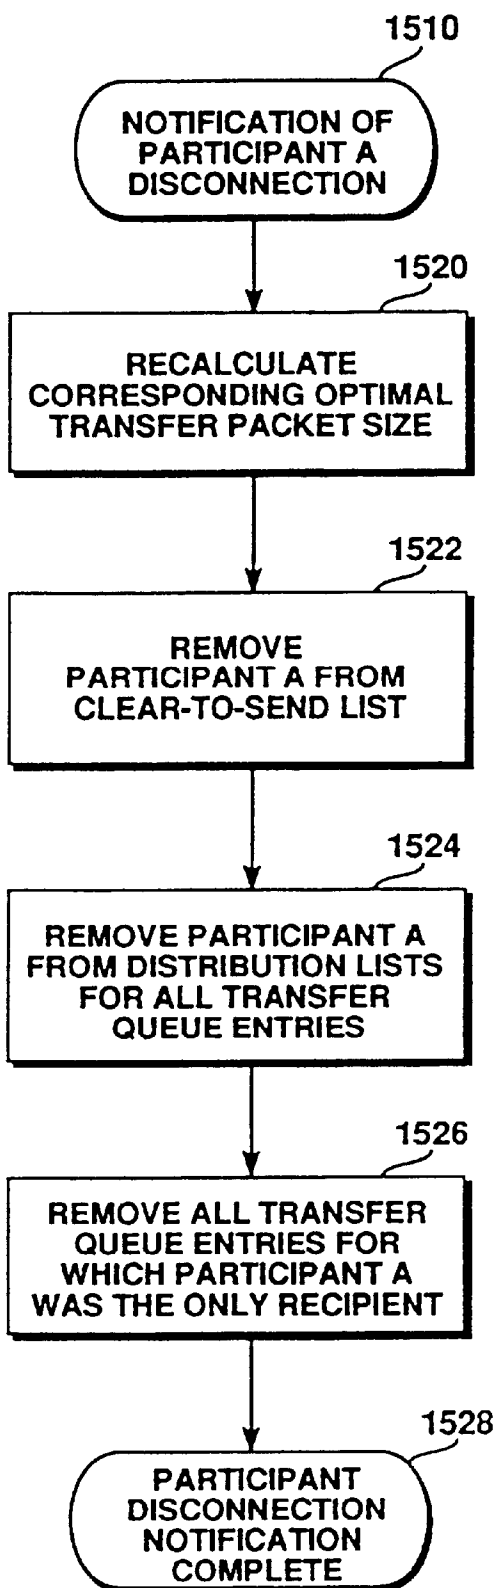 1510
NOTIFICATION OF
PARTICIPANT A
DISCONNECTION
1520
RECALCULATE
CORRESPONDING OPTIMAL
TRANSFER PACKET SIZE
1522
REMOVE
PARTICIPANT A FROM
CLEAR-TO-SEND LIST
1524
REMOVE PARTICIPANT A
FROM DISTRIBUTION LISTS
FOR ALL TRANSFER
QUEUE ENTRIES
1526
REMOVE ALL TRANSFER
QUEUE ENTRIES FOR
WHICH PARTICIPANT A
WAS THE ONLY RECIPIENT
1528
PARTICIPANT
DISCONNECTION
NOTIFICATION
COMPLETE